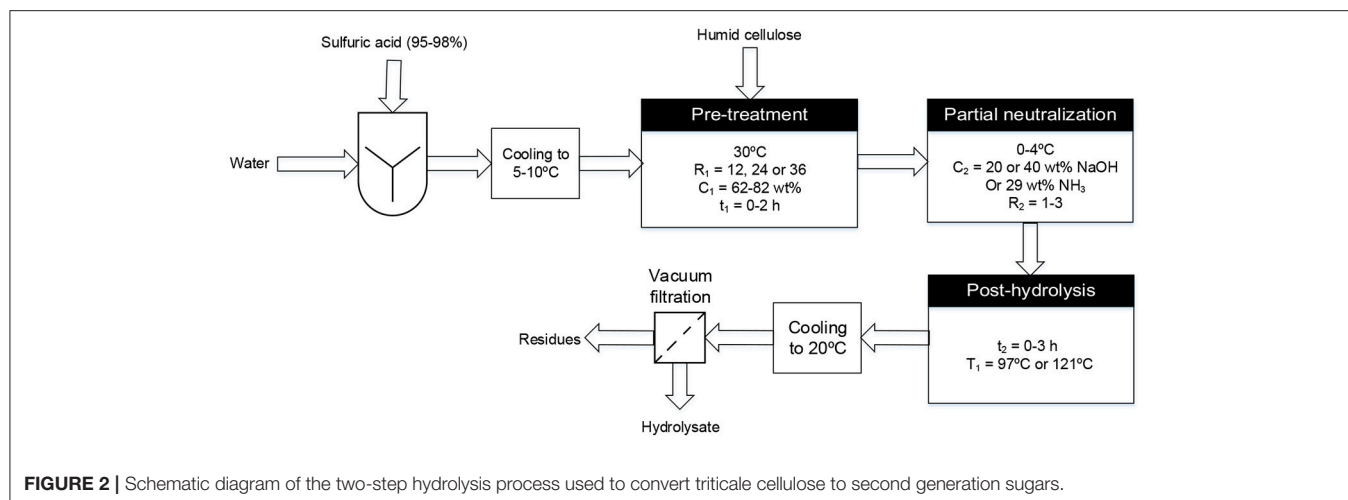 Sulfuric acid (95-98%)
Humid cellulose
Water
Cooling to
5-10ºC
Pre-treatment
30ºC
R₁ = 12, 24 or 36
C₁ = 62-82 wt%
t₁ = 0-2 h
Partial neutralization
0-4ºC
C₂ = 20 or 40 wt% NaOH
Or 29 wt% NH₃
R₂ = 1-3
Post-hydrolysis
t₂ = 0-3 h
T₁ = 97ºC or 121ºC
Cooling
to 20ºC
Vacuum
filtration
Residues
Hydrolysate
FIGURE 2 | Schematic diagram of the two-step hydrolysis process used to convert triticale cellulose to second generation sugars.